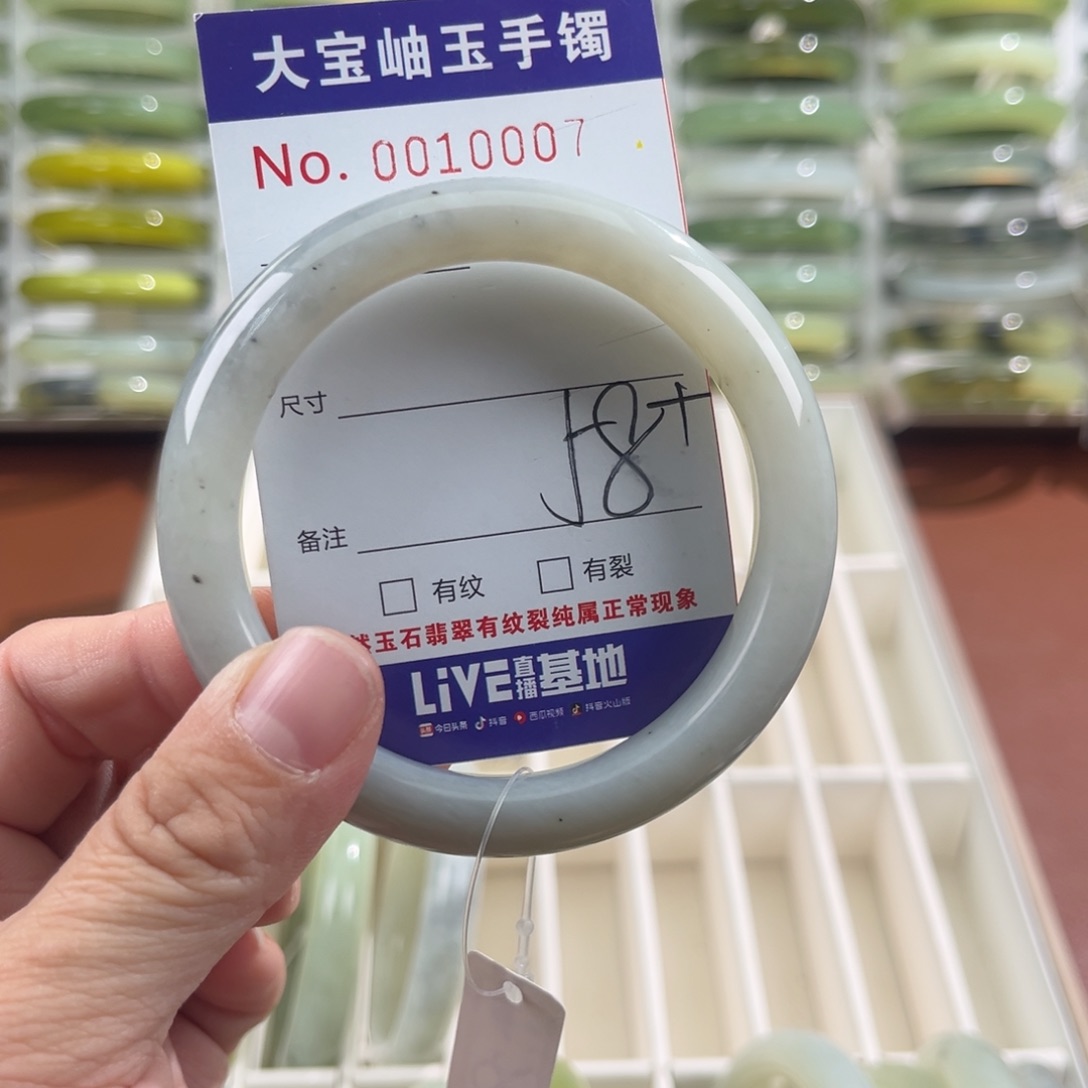 大宝岫玉手镯
No. 0010007
尺寸
58+
备注
有纹 有裂
玉石翡翠有纹裂纯属正常现象
LiVE直播基地
今日头条 抖音 西瓜视频 抖音火山版